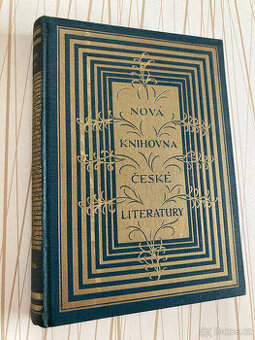 NOVÁ
KNIHOVNA
ČESKÉ
LITERATURY